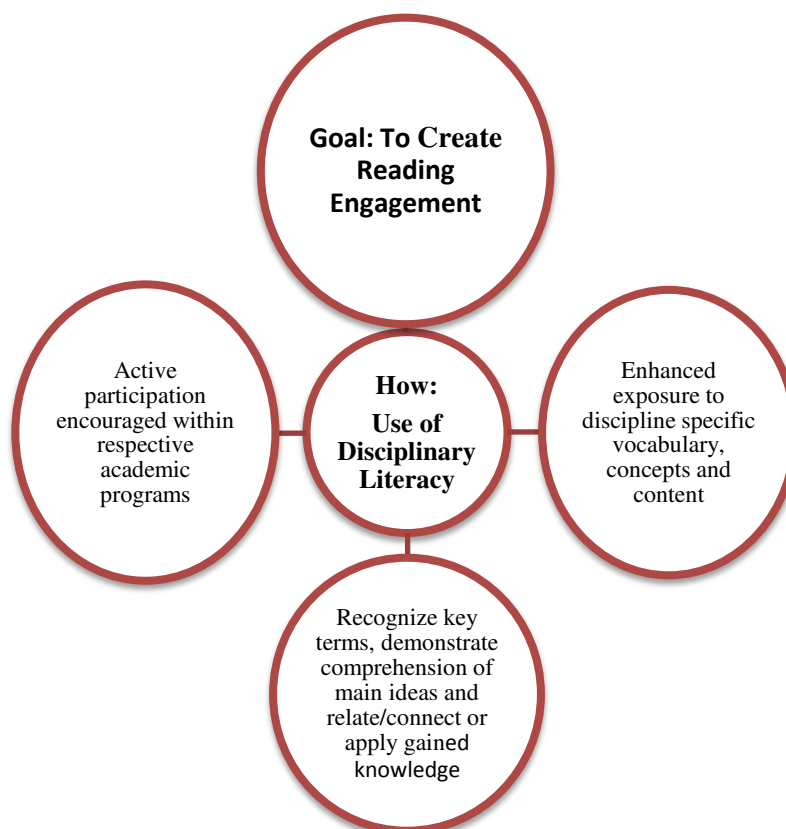 Goal: To Create
Reading
Engagement
Active
participation
encouraged within
respective
academic
programs
How:
Use of
Disciplinary
Literacy
Enhanced
exposure to
discipline specific
vocabulary,
concepts and
content
Recognize key
terms, demonstrate
comprehension of
main ideas and
relate/connect or
apply gained
knowledge